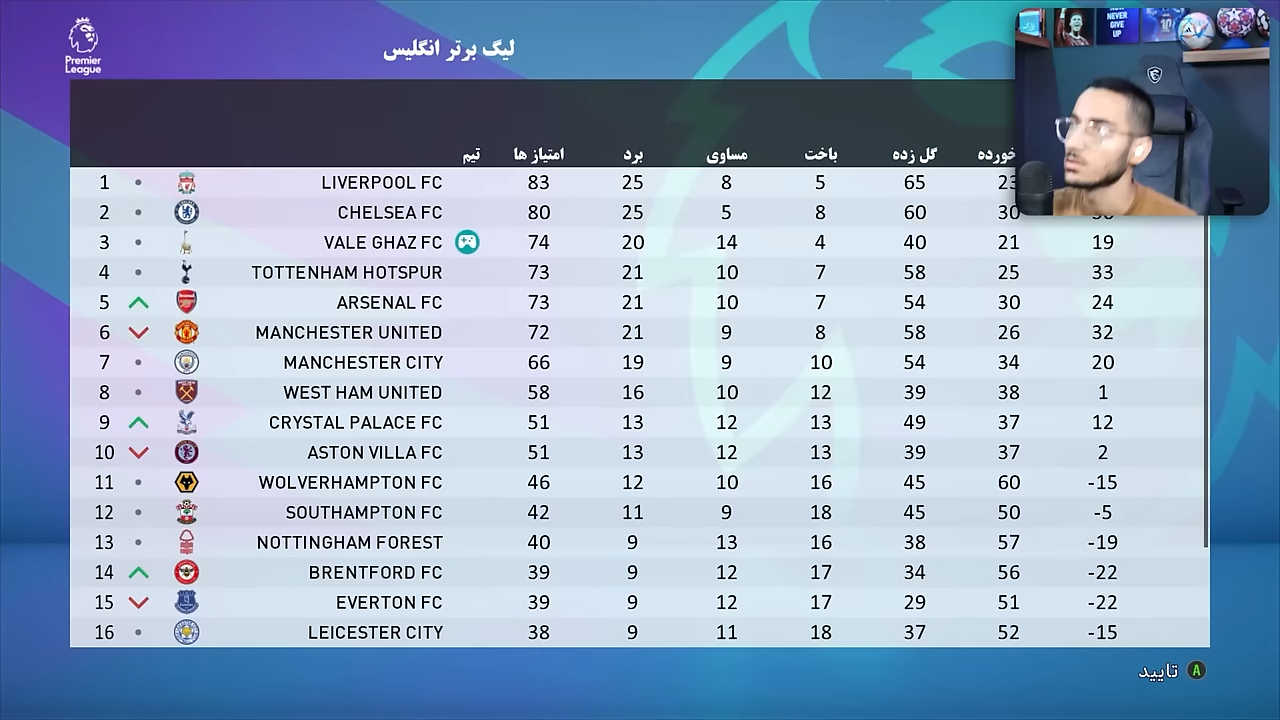 Premier League
لیگ برتر انگلیس
NEVER
GIVE
UP
تیم امتیاز ها برد مساوی باخت گل زده خورده
1 LIVERPOOL FC 83 25 8 5 65 23
2 CHELSEA FC 80 25 5 8 60 30
3 VALE GHAZ FC 74 20 14 4 40 21 19
4 TOTTENHAM HOTSPUR 73 21 10 7 58 25 33
5 ARSENAL FC 73 21 10 7 54 30 24
6 MANCHESTER UNITED 72 21 9 8 58 26 32
7 MANCHESTER CITY 66 19 9 10 54 34 20
8 WEST HAM UNITED 58 16 10 12 39 38 1
9 CRYSTAL PALACE FC 51 13 12 13 49 37 12
10 ASTON VILLA FC 51 13 12 13 39 37 2
11 WOLVERHAMPTON FC 46 12 10 16 45 60 -15
12 SOUTHAMPTON FC 42 11 9 18 45 50 -5
13 NOTTINGHAM FOREST 40 9 13 16 38 57 -19
14 BRENTFORD FC 39 9 12 17 34 56 -22
15 EVERTON FC 39 9 12 17 29 51 -22
16 LEICESTER CITY 38 9 11 18 37 52 -15
تایید A